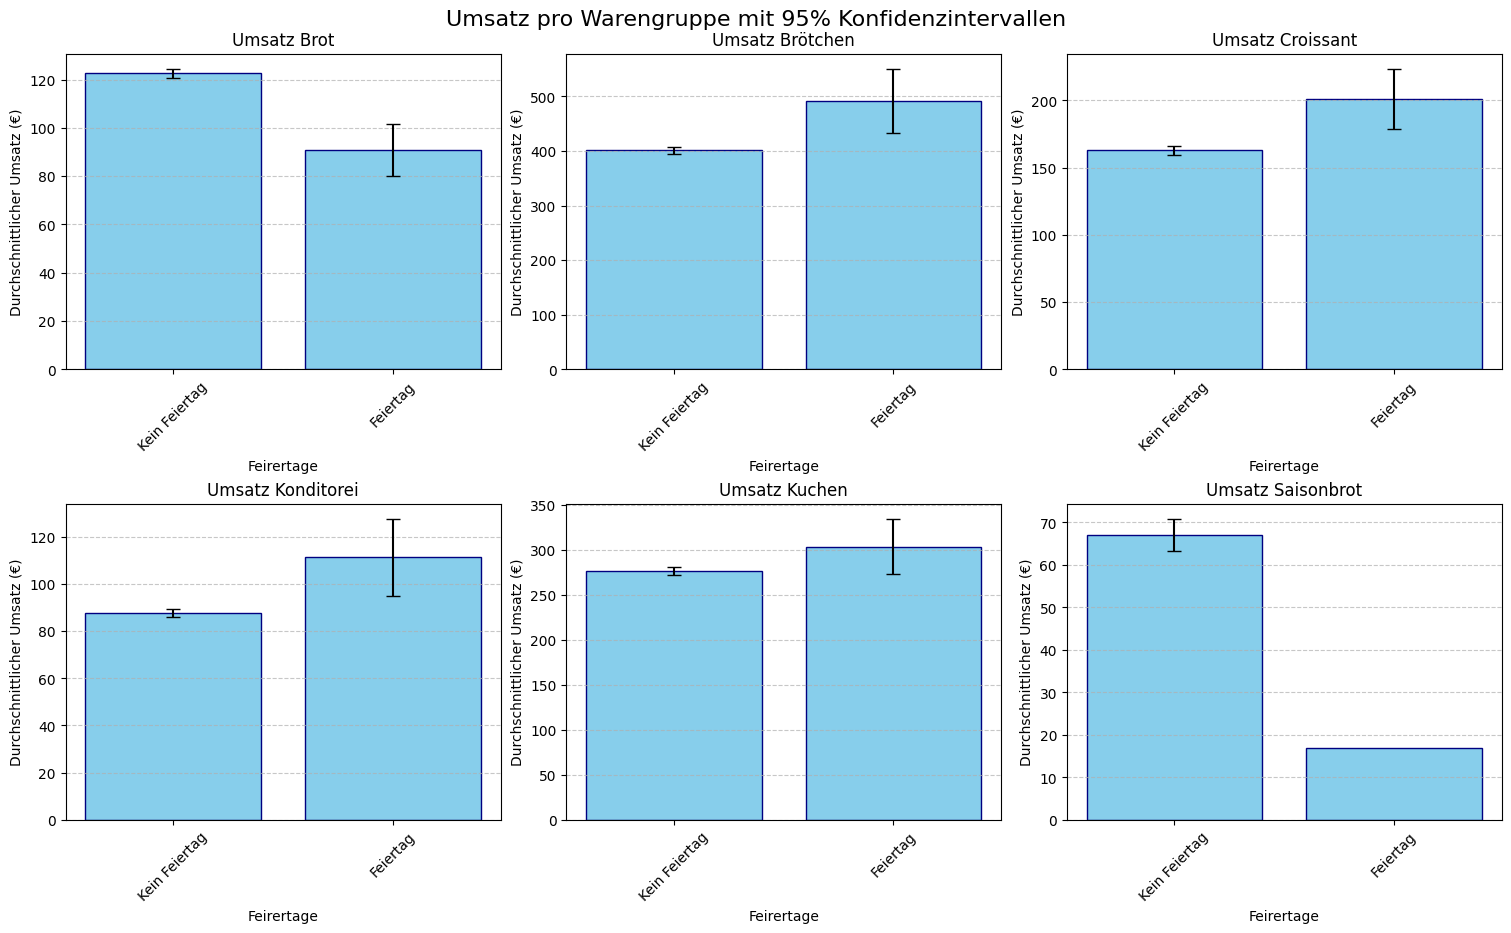 Umsatz pro Warengruppe mit 95% Konfidenzintervallen
Umsatz Brot
Durchschnittlicher Umsatz (€)
120
100
80
60
40
20
0
Kein Feiertag
Feiertag
Feirertage
Umsatz Brötchen
Durchschnittlicher Umsatz (€)
500
400
300
200
100
0
Kein Feiertag
Feiertag
Feirertage
Umsatz Croissant
Durchschnittlicher Umsatz (€)
200
150
100
50
0
Kein Feiertag
Feiertag
Feirertage
Umsatz Konditorei
Durchschnittlicher Umsatz (€)
120
100
80
60
40
20
0
Kein Feiertag
Feiertag
Feirertage
Umsatz Kuchen
Durchschnittlicher Umsatz (€)
350
300
250
200
150
100
50
0
Kein Feiertag
Feiertag
Feirertage
Umsatz Saisonbrot
Durchschnittlicher Umsatz (€)
70
60
50
40
30
20
10
0
Kein Feiertag
Feiertag
Feirertage